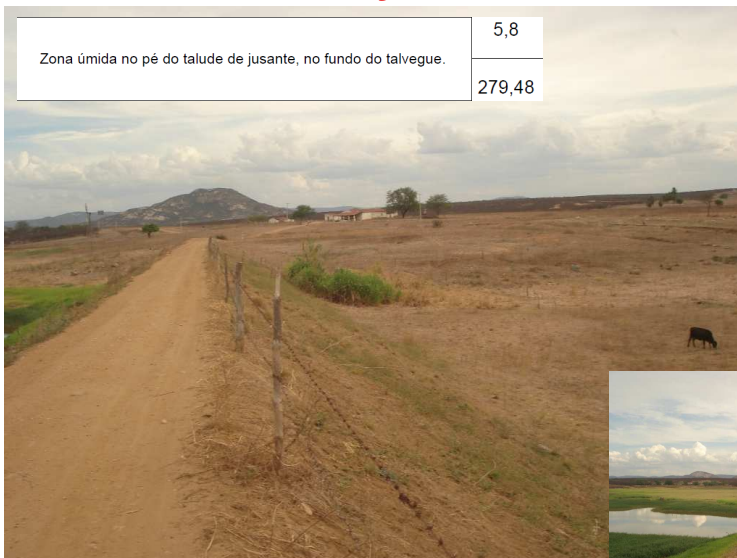 Zona úmida no pé do talude de jusante, no fundo do talvegue.
5,8
279,48